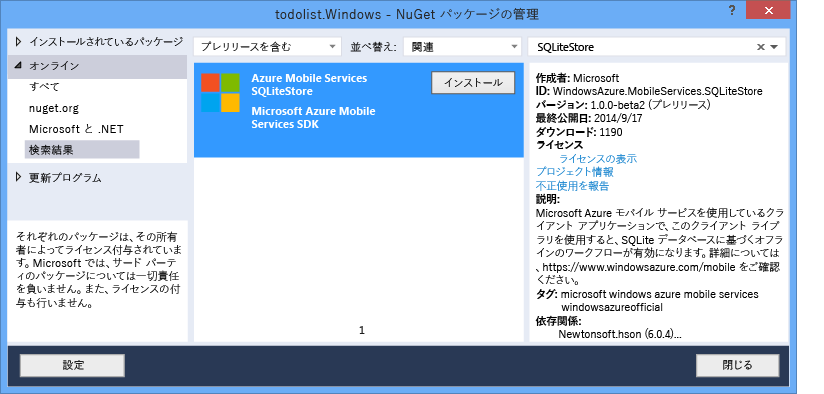 todolist.Windows - NuGet パッケージの管理
?
インストールされているパッケージ
オンライン
すべて
nuget.org
Microsoft と .NET
検索結果
更新プログラム
それぞれのパッケージは、その所有
者によってライセンス付与されていま
す。Microsoft では、サード パーテ
ィのパッケージについては一切責任
を負いません。また、ライセンスの付
与も行いません。
プレリリースを含む
並べ替え:
関連
SQLiteStore
Azure Mobile Services
SQLiteStore
Microsoft Azure Mobile
Services SDK
インストール
1
作成者: Microsoft
ID: WindowsAzure.MobileServices.SQLiteStore
バージョン: 1.0.0-beta2 (プレリリース)
最終公開日: 2014/9/17
ダウンロード: 1190
ライセンス
ライセンスの表示
プロジェクト情報
不正使用を報告
説明:
Microsoft Azure モバイル サービスを使用しているクラ
イアント アプリケーションで、このクライアント ライブ
ラリを使用すると、SQLite データベースに基づくオフラ
インのワークフローが有効になります。詳細については
、https://www.windowsazure.com/mobile をご確認
ください。
タグ: microsoft windows azure mobile services
windowsazureofficial
依存関係:
Newtonsoft.hson (6.0.4)...
設定
閉じる